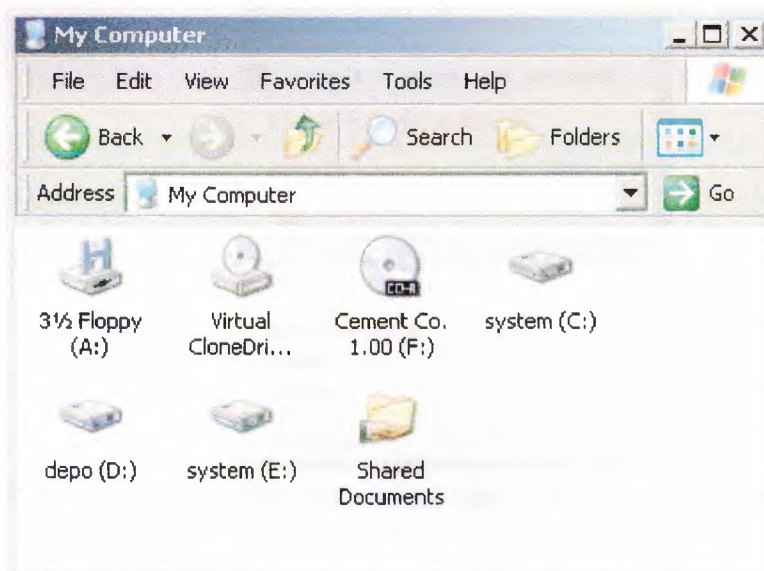 My Computer
File Edit View Favorites Tools Help
Back Search Folders
Address My Computer Go
3½ Floppy (A:)
Virtual CloneDri...
CD-R
Cement Co. 1.00 (F:)
system (C:)
depo (D:)
system (E:)
Shared Documents